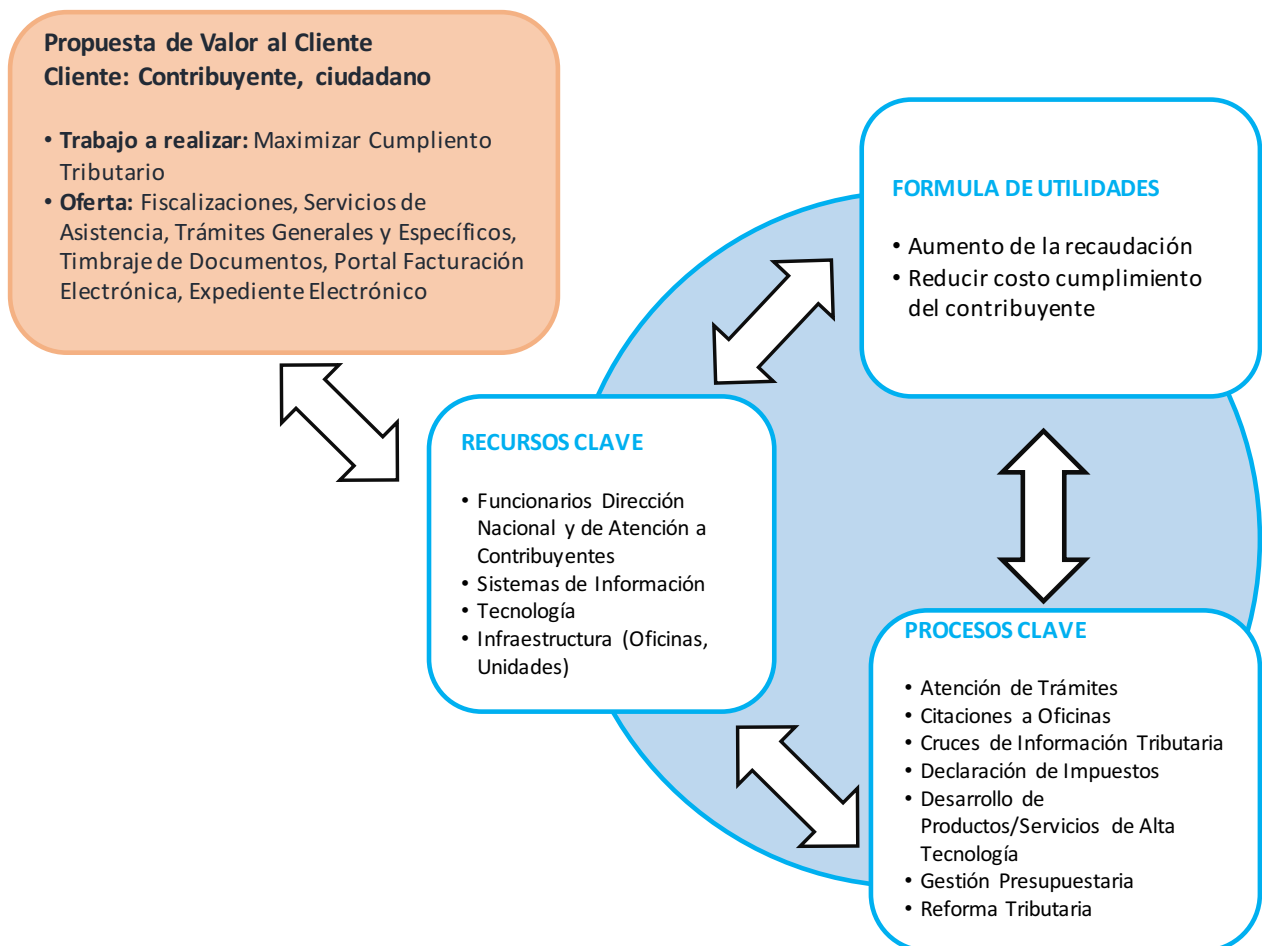 Propuesta de Valor al Cliente
Cliente: Contribuyente, ciudadano
• Trabajo a realizar: Maximizar Cumpliento
Tributario
• Oferta: Fiscalizaciones, Servicios de
Asistencia, Trámites Generales y Específicos,
Timbraje de Documentos, Portal Facturación
Electrónica, Expediente Electrónico
FORMULA DE UTILIDADES
• Aumento de la recaudación
• Reducir costo cumplimiento
del contribuyente
RECURSOS CLAVE
• Funcionarios Dirección
Nacional y de Atención a
Contribuyentes
• Sistemas de Información
• Tecnología
• Infraestructura (Oficinas,
Unidades)
PROCESOS CLAVE
• Atención de Trámites
• Citaciones a Oficinas
• Cruces de Información Tributaria
• Declaración de Impuestos
• Desarrollo de
Productos/Servicios de Alta
Tecnología
• Gestión Presupuestaria
• Reforma Tributaria